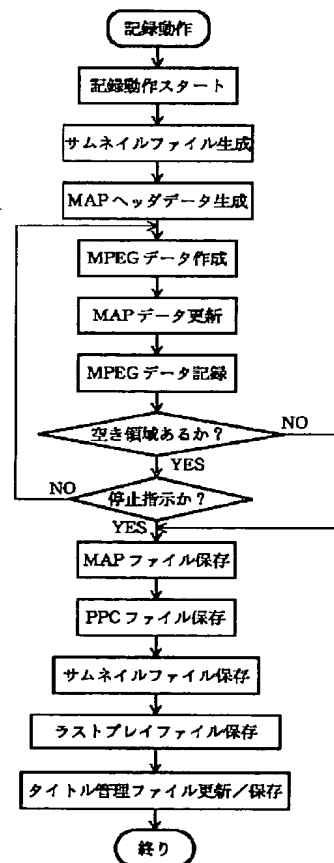 記録動作
記録動作スタート
サムネイルファイル生成
MAPヘッダデータ生成
MPEGデータ作成
MAPデータ更新
MPEGデータ記録
空き領域あるか？
NO
YES
NO
停止指示か？
YES
MAPファイル保存
PPCファイル保存
サムネイルファイル保存
ラストプレイファイル保存
タイトル管理ファイル更新／保存
終り